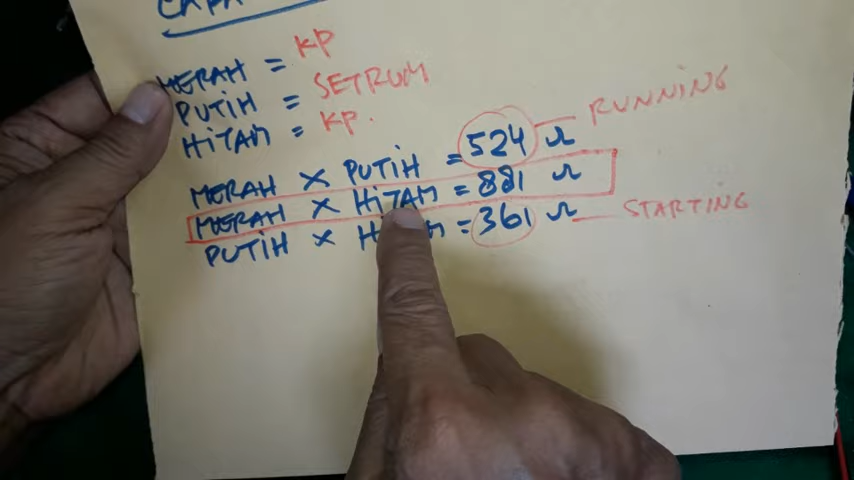 MERAH = KP
PUTIH = SETRUM
HITAM = KP.
MERAH X PUTIH = 524 Ω RUNNING
MERAH X HITAM = 881 Ω
PUTIH X = 361 Ω STARTING